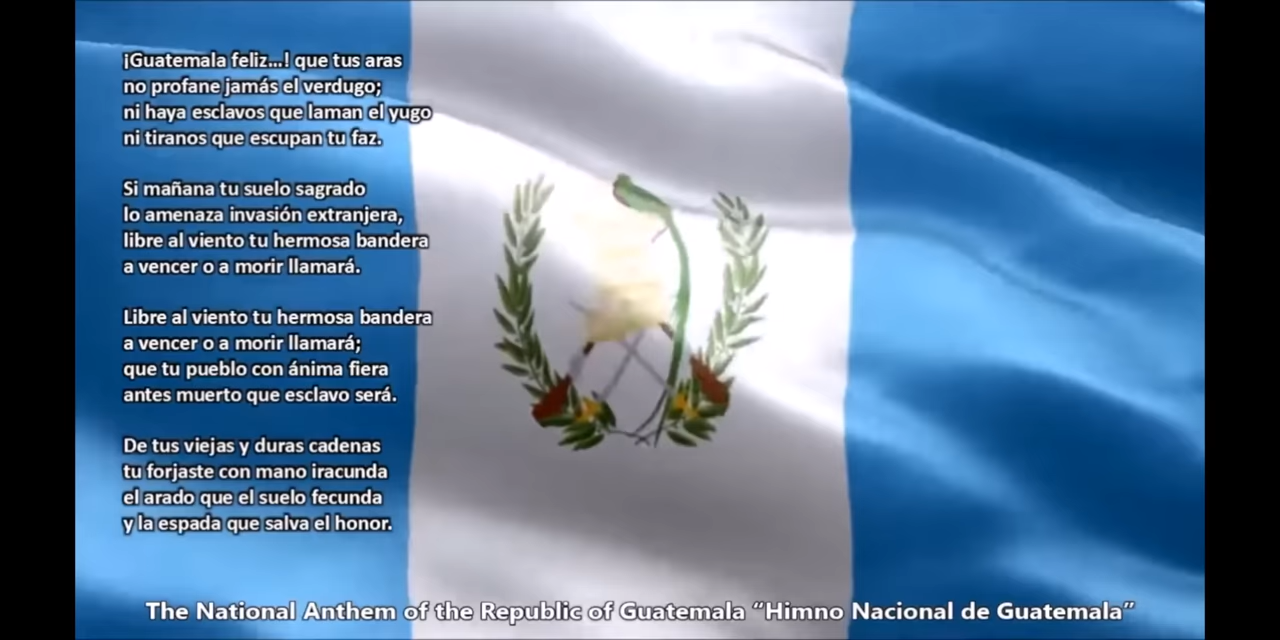 ¡Guatemala feliz...! que tus aras
no profane jamás el verdugo;
ni haya esclavos que laman el yugo
ni tiranos que escupan tu faz.
Si mañana tu suelo sagrado
lo amenaza invasión extranjera,
libre al viento tu hermosa bandera
a vencer o a morir llamará.
Libre al viento tu hermosa bandera
a vencer o a morir llamará;
que tu pueblo con ánima fiera
antes muerto que esclavo será.
De tus viejas y duras cadenas
tu forjaste con mano iracunda
el arado que el suelo fecunda
y la espada que salva el honor.
The National Anthem of the Republic of Guatemala “Himno Nacional de Guatemala”